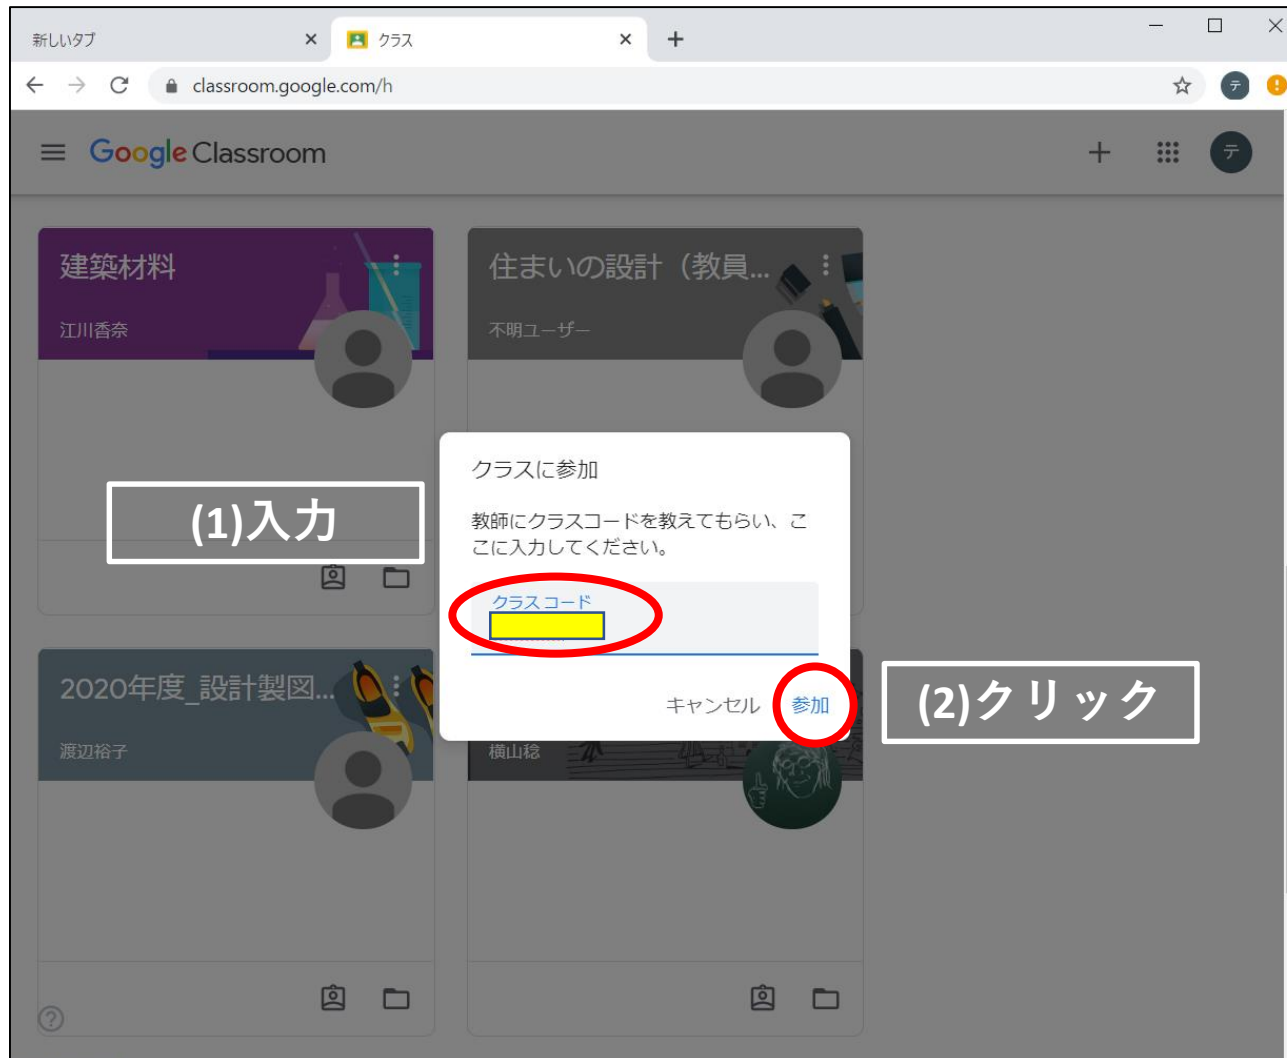 新しいタブ
クラス
classroom.google.com/h
テ
Google Classroom
テ
建築材料
江川香奈
住まいの設計（教員...
不明ユーザー
クラスに参加
教師にクラスコードを教えてもらい、こ
こに入力してください。
(1)入力
クラス コード
キャンセル
参加
(2)クリック
2020年度_設計製図...
渡辺裕子
横山稔